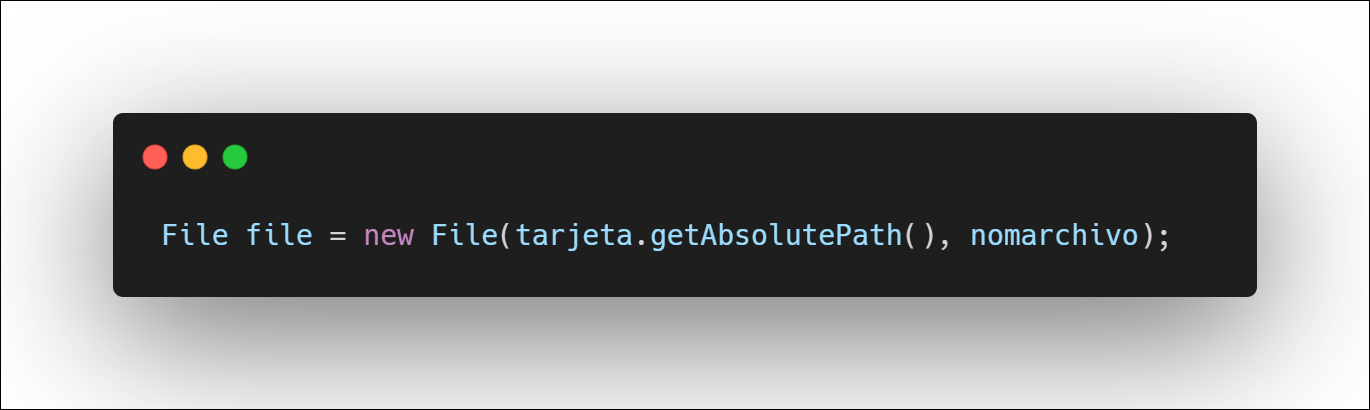 File file = new File(tarjeta.getAbsolutePath(), nomarchivo);